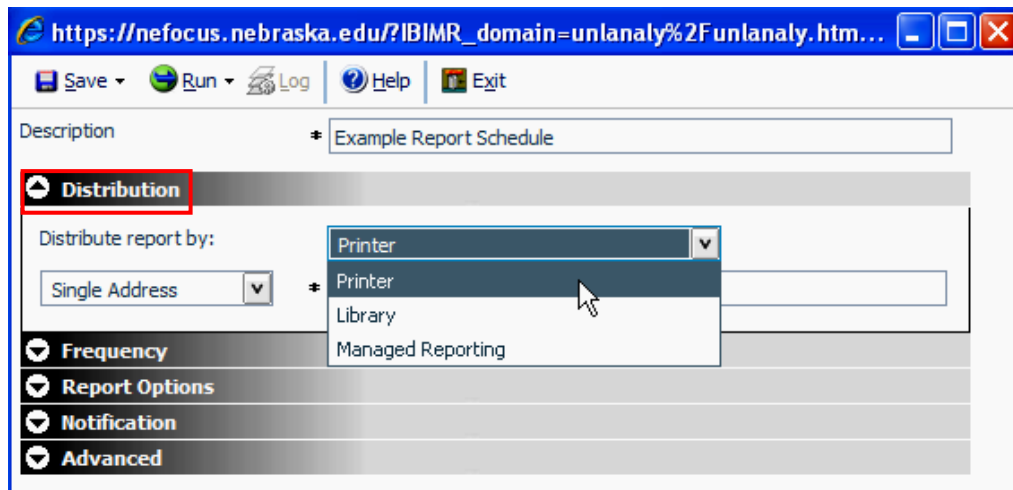 https://nefocus.nebraska.edu/?IBIMR_domain=unlanaly%2Funlanaly.htm...
Save Run Log Help Exit
Description * Example Report Schedule
Distribution
Distribute report by: Printer
Single Address * Printer
Library
Managed Reporting
Frequency
Report Options
Notification
Advanced